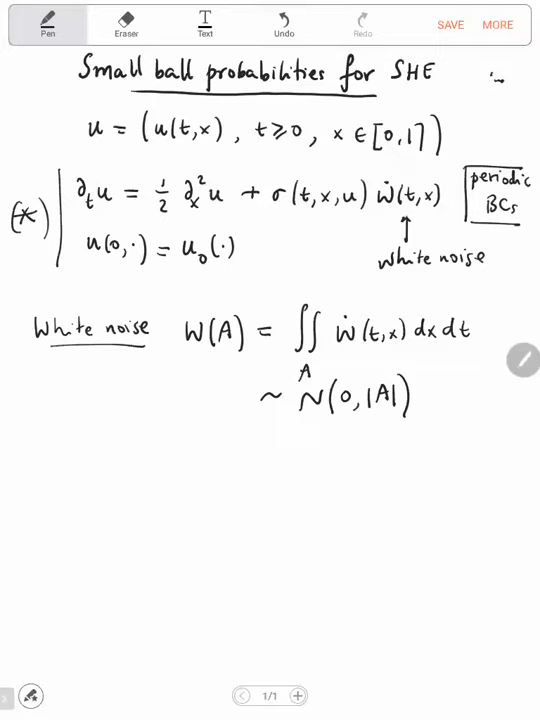 Pen
Eraser
Text
Undo
Redo
SAVE
MORE
Small ball probabilities for SHE
u = (u(t,x), t ≥ 0, x ∈ [0,1])
(*) ∂ₜu = ½ ∂ₓ²u + σ(t,x,u) Ẇ(t,x)
periodic
BCs
u(0,·) = u₀(·)
↑
white noise
White noise W(A) = ∬_A Ẇ(t,x) dx dt
~ N(0,|A|)
1/1